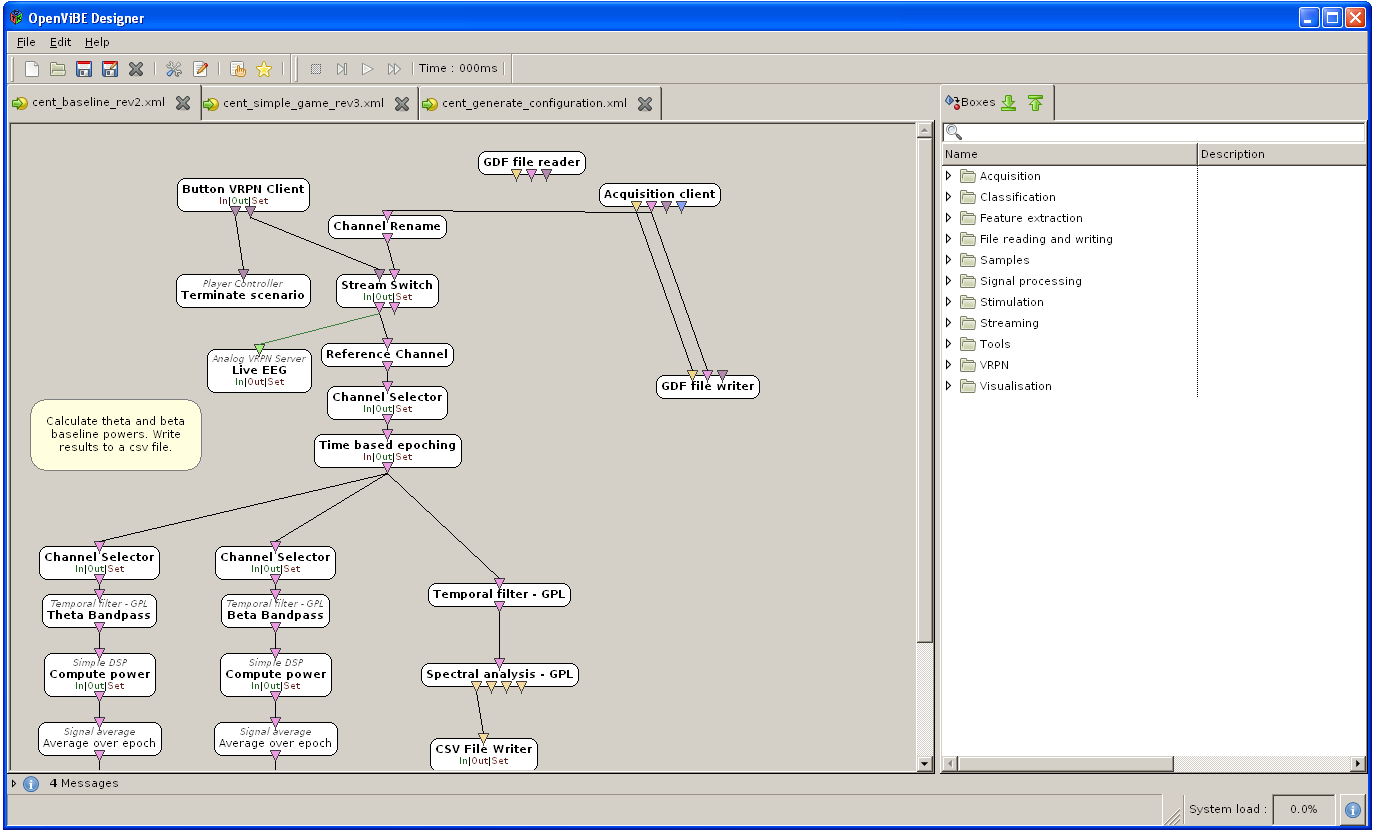 OpenViBE Designer
File Edit Help
Time : 000ms
cent_baseline_rev2.xml
cent_simple_game_rev3.xml
cent_generate_configuration.xml
Boxes
Name
Description
Acquisition
Classification
Feature extraction
File reading and writing
Samples
Signal processing
Stimulation
Streaming
Tools
VRPN
Visualisation
GDF file reader
Button VRPN Client
In|Out|Set
Acquisition client
Channel Rename
Player Controller
Terminate scenario
Stream Switch
In|Out|Set
Analog VRPN Server
Live EEG
In|Out|Set
Reference Channel
GDF file writer
Channel Selector
In|Out|Set
Calculate theta and beta
baseline powers. Write
results to a csv file.
Time based epoching
In|Out|Set
Channel Selector
In|Out|Set
Channel Selector
In|Out|Set
Temporal filter - GPL
Theta Bandpass
Temporal filter - GPL
Beta Bandpass
Temporal filter - GPL
Simple DSP
Compute power
In|Out|Set
Simple DSP
Compute power
In|Out|Set
Spectral analysis - GPL
Signal average
Average over epoch
Signal average
Average over epoch
CSV File Writer
In|Out|Set
4 Messages
System load :
0.0%